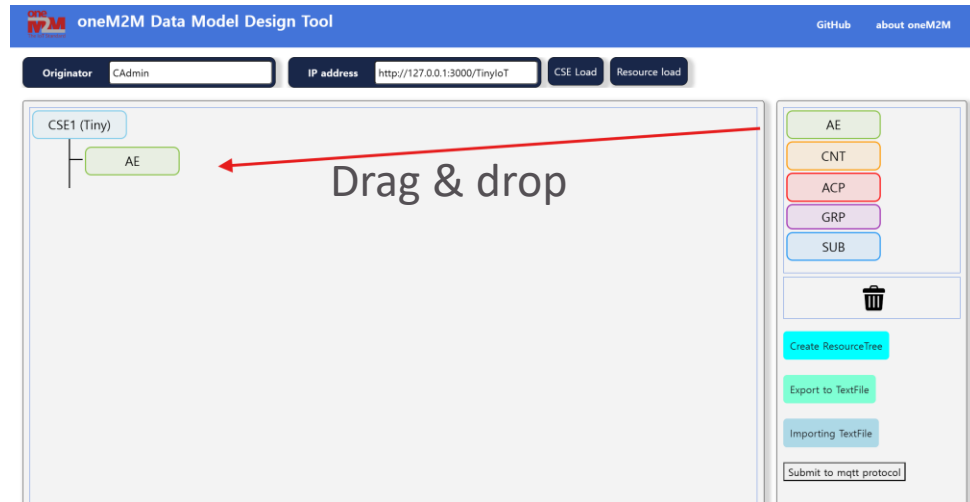 one
M2M
oneM2M Data Model Design Tool
GitHub
about oneM2M
Originator
CAdmin
IP address
http://127.0.0.1:3000/TinyIoT
CSE Load
Resource load
CSE1 (Tiny)
AE
Drag & drop
AE
CNT
ACP
GRP
SUB
Create ResourceTree
Export to TextFile
Importing TextFile
Submit to mqtt protocol